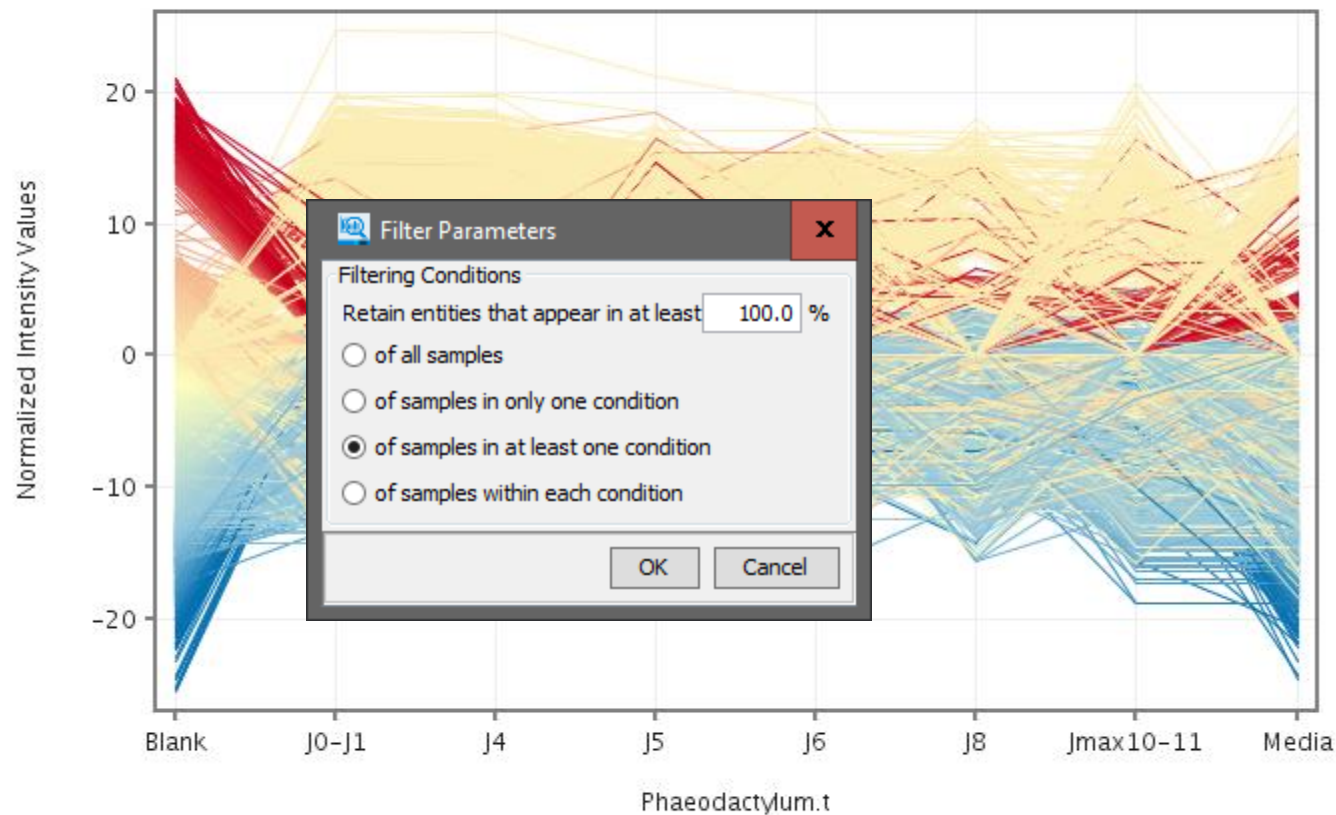 20
10
0
-10
-20
Normalized Intensity Values
Filter Parameters
x
Filtering Conditions
Retain entities that appear in at least 100.0 %
of all samples
of samples in only one condition
of samples in at least one condition
of samples within each condition
OK Cancel
Blank J0-J1 J4 J5 J6 J8 Jmax10-11 Media
Phaeodactylum.t